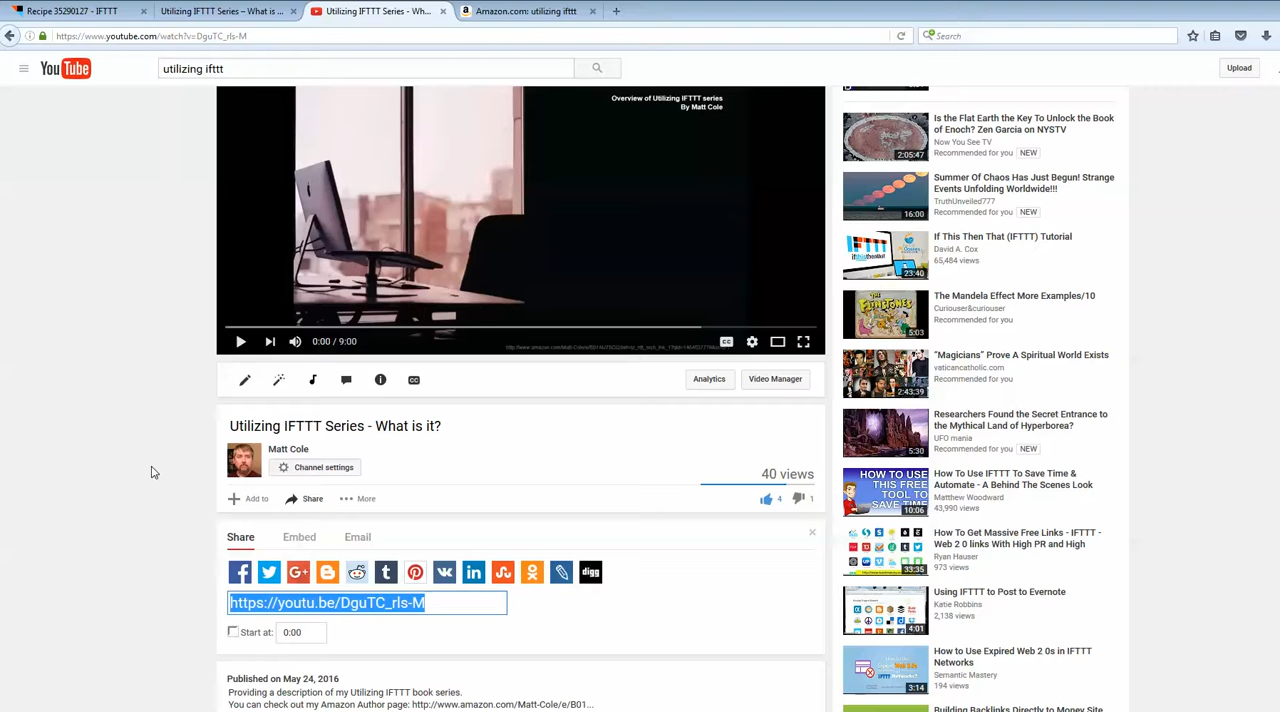 Recipe 35290127 - IFTTT
Utilizing IFTTT Series – What is ...
Utilizing IFTTT Series - Wh...
Amazon.com: utilizing ifttt
https://www.youtube.com/watch?v=DguTC_rls-M
Search
YouTube
utilizing ifttt
Upload
Overview of Utilizing IFTTT series
By Matt Cole
0:00 / 9:00
CC
Analytics
Video Manager
Utilizing IFTTT Series - What is it?
Matt Cole
Channel settings
40 views
Add to
Share
More
4
1
Share
Embed
Email
digg
https://youtu.be/DguTC_rls-M
Start at:
0:00
Published on May 24, 2016
Providing a description of my Utilizing IFTTT book series.
You can check out my Amazon Author page: http://www.amazon.com/Matt-Cole/e/B01...
Is the Flat Earth the Key To Unlock the Book
of Enoch? Zen Garcia on NYSTV
Now You See TV
Recommended for you NEW
2:05:47
Summer Of Chaos Has Just Begun! Strange
Events Unfolding Worldwide!!!
TruthUnveiled777
Recommended for you NEW
16:00
If This Then That (IFTTT) Tutorial
David A. Cox
65,484 views
IFTTT
23:40
The Mandela Effect More Examples/10
Curiouser&curiouser
Recommended for you
THE
FLINTSTONES
5:03
“Magicians” Prove A Spiritual World Exists
vaticancatholic.com
Recommended for you
2:43:39
Researchers Found the Secret Entrance to
the Mythical Land of Hyperborea?
UFO mania
Recommended for you NEW
5:30
How To Use IFTTT To Save Time &
Automate - A Behind The Scenes Look
Matthew Woodward
43,990 views
HOW TO USE
THIS FREE
TOOL TO
SAVE TIME
10:06
How To Get Massive Free Links - IFTTT -
Web 2 0 links With High PR and High
Ryan Hauser
973 views
33:35
Using IFTTT to Post to Evernote
Katie Robbins
2,138 views
4:01
How to Use Expired Web 2.0s in IFTTT
Networks
Semantic Mastery
194 views
3:14
Building Backlinks Directly to Money Site